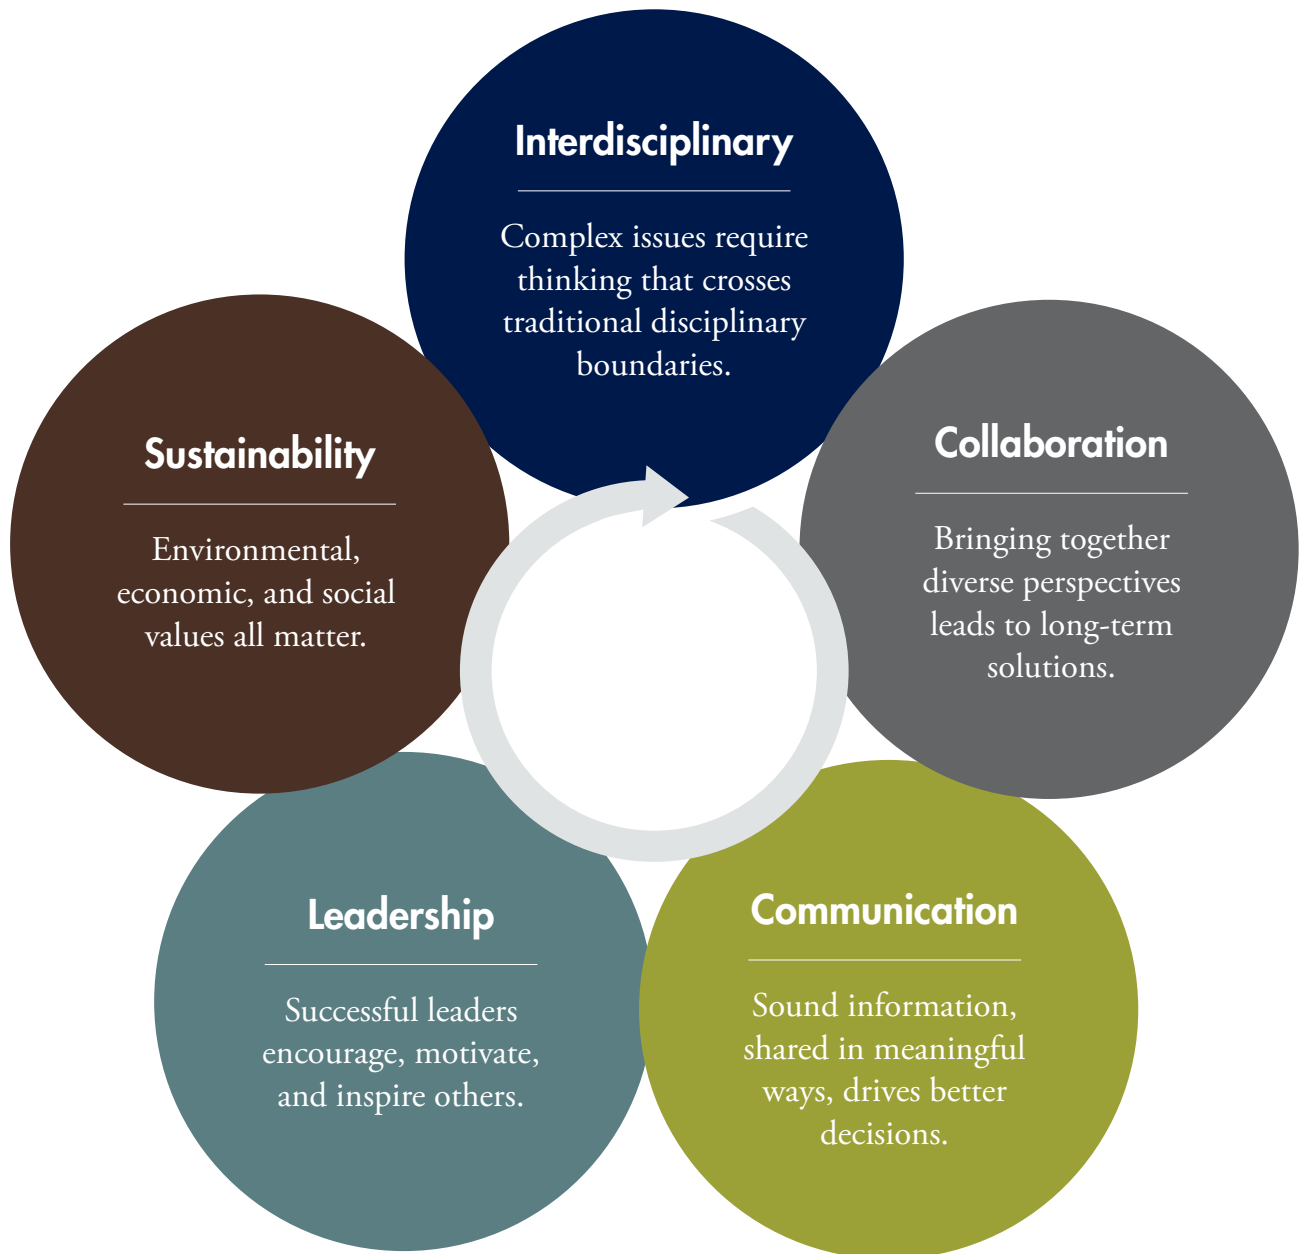 Interdisciplinary
Complex issues require
thinking that crosses
traditional disciplinary
boundaries.
Collaboration
Bringing together
diverse perspectives
leads to long-term
solutions.
Communication
Sound information,
shared in meaningful
ways, drives better
decisions.
Leadership
Successful leaders
encourage, motivate,
and inspire others.
Sustainability
Environmental,
economic, and social
values all matter.